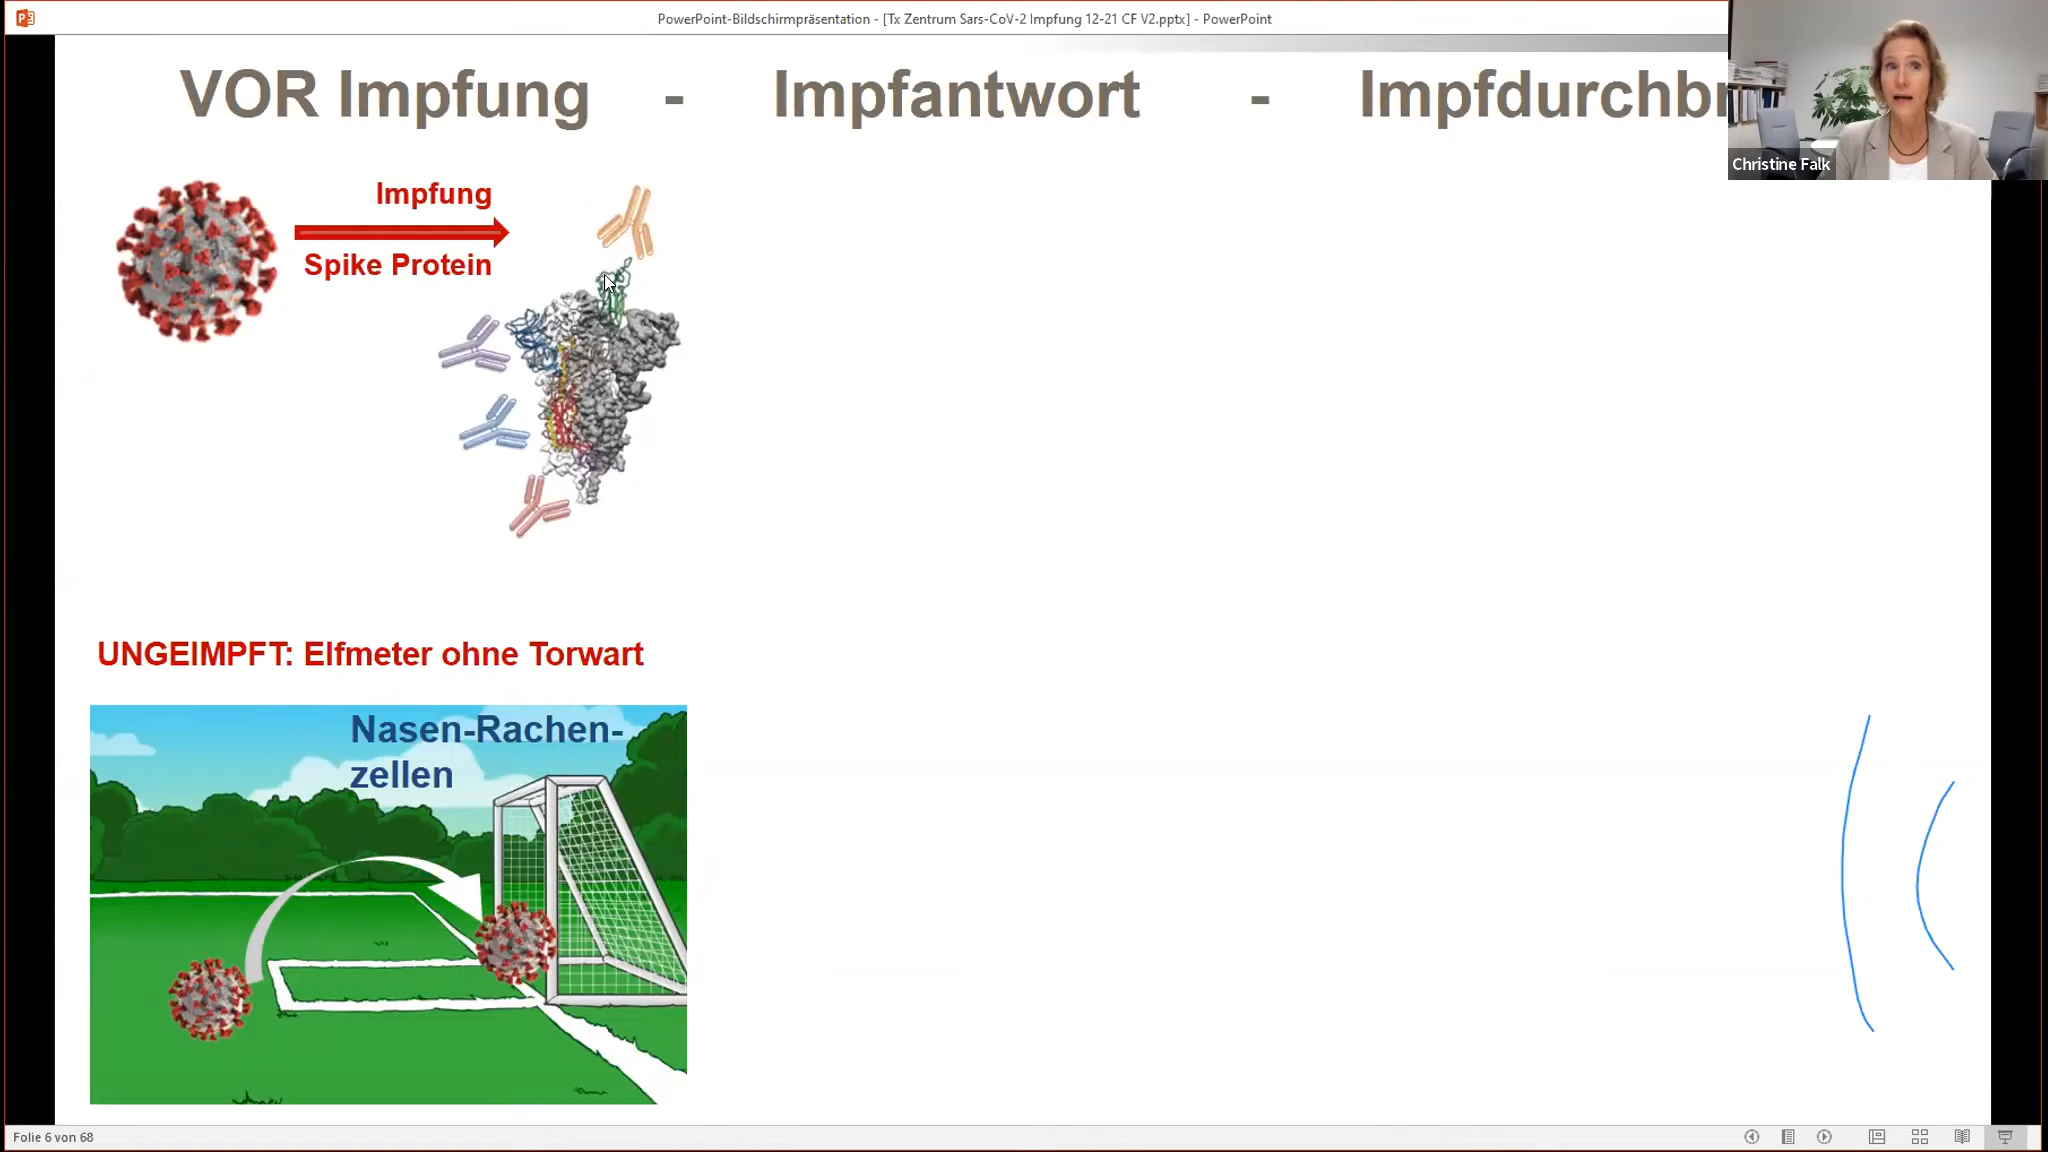 PowerPoint-Bildschirmpräsentation - [Tx Zentrum Sars-CoV-2 Impfung 12-21 CF V2.pptx] - PowerPoint
VOR Impfung - Impfantwort - Impfdurchbr
Christine Falk
Impfung
Spike Protein
UNGEIMPFT: Elfmeter ohne Torwart
Nasen-Rachen-
zellen
Folie 6 von 68